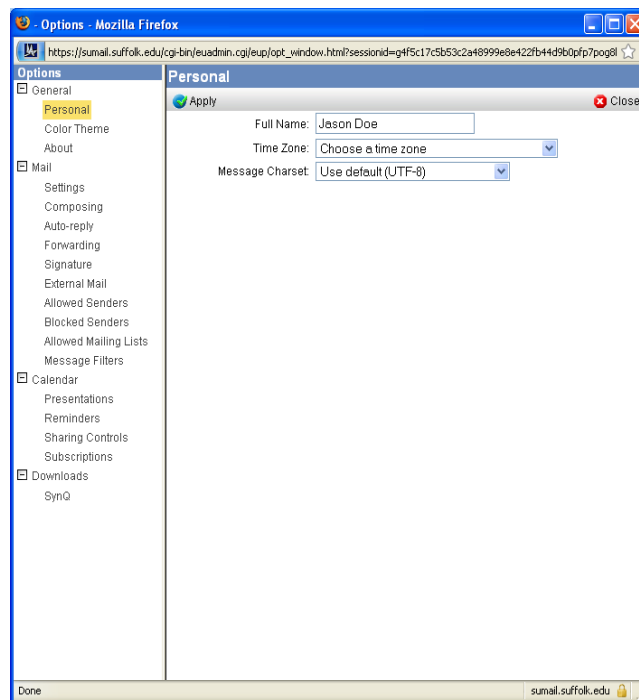 - Options - Mozilla Firefox
https://sumail.suffolk.edu/cgi-bin/euadmin.cgi/eup/opt_window.html?sessionid=g4f5c17c5b53c2a48999e8e422fb44d9b0pfp7pog8l
Options
General
Personal
Color Theme
About
Mail
Settings
Composing
Auto-reply
Forwarding
Signature
External Mail
Allowed Senders
Blocked Senders
Allowed Mailing Lists
Message Filters
Calendar
Presentations
Reminders
Sharing Controls
Subscriptions
Downloads
SynQ
Personal
Apply Close
Full Name: Jason Doe
Time Zone: Choose a time zone
Message Charset: Use default (UTF-8)
Done sumail.suffolk.edu